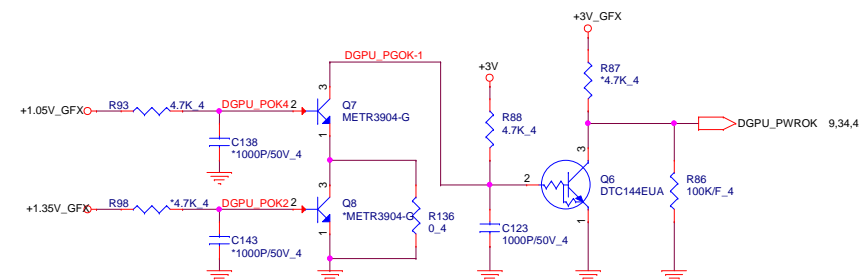 +3V_GFX
DGPU_PGOK-1
+3V
R87
*4.7K_4
+1.05V_GFX
R93
4.7K_4
DGPU_POK4
2
3
Q7
METR3904-G
1
R88
4.7K_4
DGPU_PWROK 9,34,4
C138
*1000P/50V_4
3
2
Q6
DTC144EUA
1
R86
100K/F_4
+1.35V_GFX
R98
*4.7K_4
DGPU_POK2
2
3
Q8
*METR3904-G
1
R136
0_4
C123
1000P/50V_4
C143
*1000P/50V_4